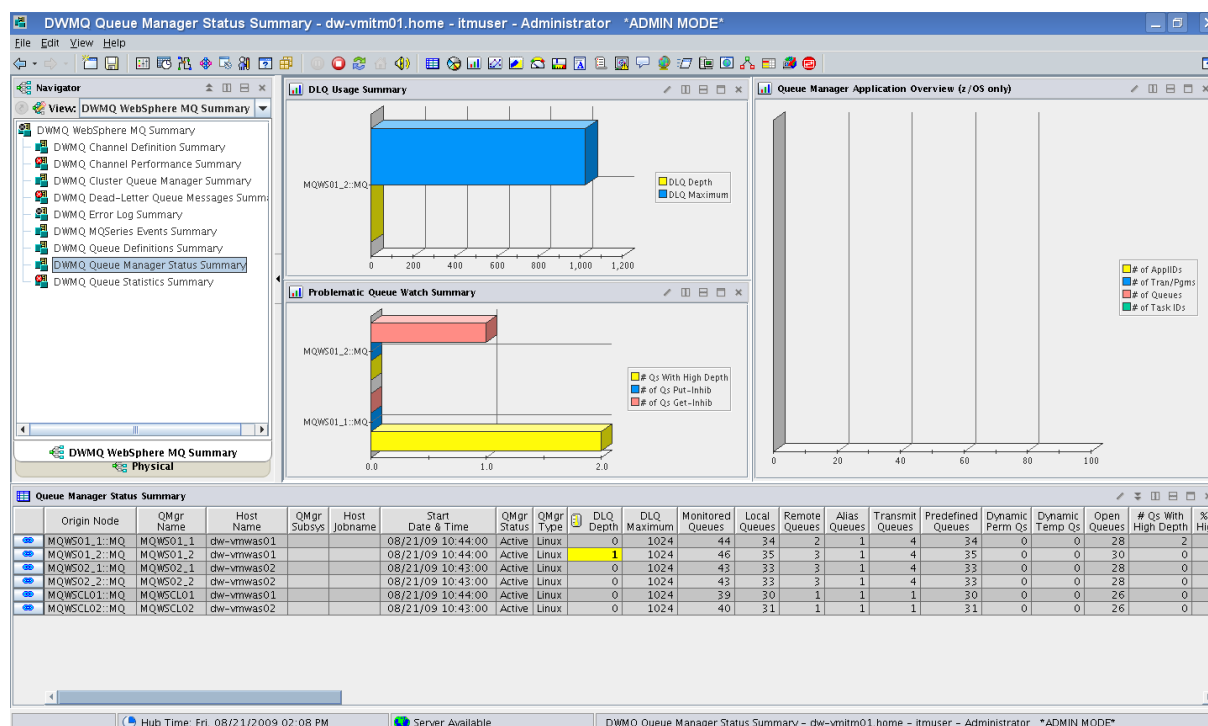 DWMQ Queue Manager Status Summary - dw-vmitm01.home - itmuser - Administrator *ADMIN MODE*
File Edit View Help
Navigator
View: DWMQ WebSphere MQ Summary
DWMQ WebSphere MQ Summary
DWMQ Channel Definition Summary
DWMQ Channel Performance Summary
DWMQ Cluster Queue Manager Summary
DWMQ Dead-Letter Queue Messages Summa
DWMQ Error Log Summary
DWMQ MQSeries Events Summary
DWMQ Queue Definitions Summary
DWMQ Queue Manager Status Summary
DWMQ Queue Statistics Summary
DWMQ WebSphere MQ Summary
Physical
DLQ Usage Summary
MQWS01_2::MQ
0 200 400 600 800 1,000 1,200
DLQ Depth
DLQ Maximum
Problematic Queue Watch Summary
MQWS01_2::MQ
MQWS01_1::MQ
0.0 1.0 2.0
# Qs With High Depth
# of Qs Put-Inhib
# of Qs Get-Inhib
Queue Manager Application Overview (z/OS only)
0 20 40 60 80 100
# of ApplIDs
# of Tran/Pgms
# of Queues
# of Task IDs
Queue Manager Status Summary
Origin Node QMgr Name Host Name QMgr Subsys Host Jobname Start Date & Time QMgr Status QMgr Type DLQ Depth DLQ Maximum Monitored Queues Local Queues Remote Queues Alias Queues Transmit Queues Predefined Queues Dynamic Perm Qs Dynamic Temp Qs Open Queues # Qs With High Depth %
MQWS01_1::MQ MQWS01_1 dw-vmwas01 08/21/09 10:44:00 Active Linux 0 1024 44 34 2 1 4 34 0 0 28 2
MQWS01_2::MQ MQWS01_2 dw-vmwas01 08/21/09 10:44:00 Active Linux 1 1024 46 35 3 1 4 35 0 0 30 0
MQWS02_1::MQ MQWS02_1 dw-vmwas02 08/21/09 10:43:00 Active Linux 0 1024 43 33 3 1 4 33 0 0 28 0
MQWS02_2::MQ MQWS02_2 dw-vmwas02 08/21/09 10:43:00 Active Linux 0 1024 43 33 3 1 4 33 0 0 28 0
MQWSCL01::MQ MQWSCL01 dw-vmwas01 08/21/09 10:44:00 Active Linux 0 1024 39 30 1 1 1 30 0 0 26 0
MQWSCL02::MQ MQWSCL02 dw-vmwas02 08/21/09 10:43:00 Active Linux 0 1024 40 31 1 1 1 31 0 0 26 0
Hub Time: Fri, 08/21/2009 02:08 PM Server Available DWMQ Queue Manager Status Summary - dw-vmitm01.home - itmuser - Administrator *ADMIN MODE*